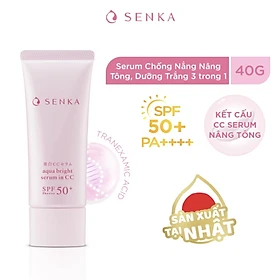 SENKA
Serum Chống Nắng Nâng
Tông, Dưỡng Trắng 3 trong 1
40G
SPF
50+
PA++++
KẾT CẤU
CC SERUM
NÂNG TÔNG
TRANEXAMIC ACID
SẢN XUẤT
TẠI NHẬT
SENKA
aqua bright
serum in CC
SPF 50+